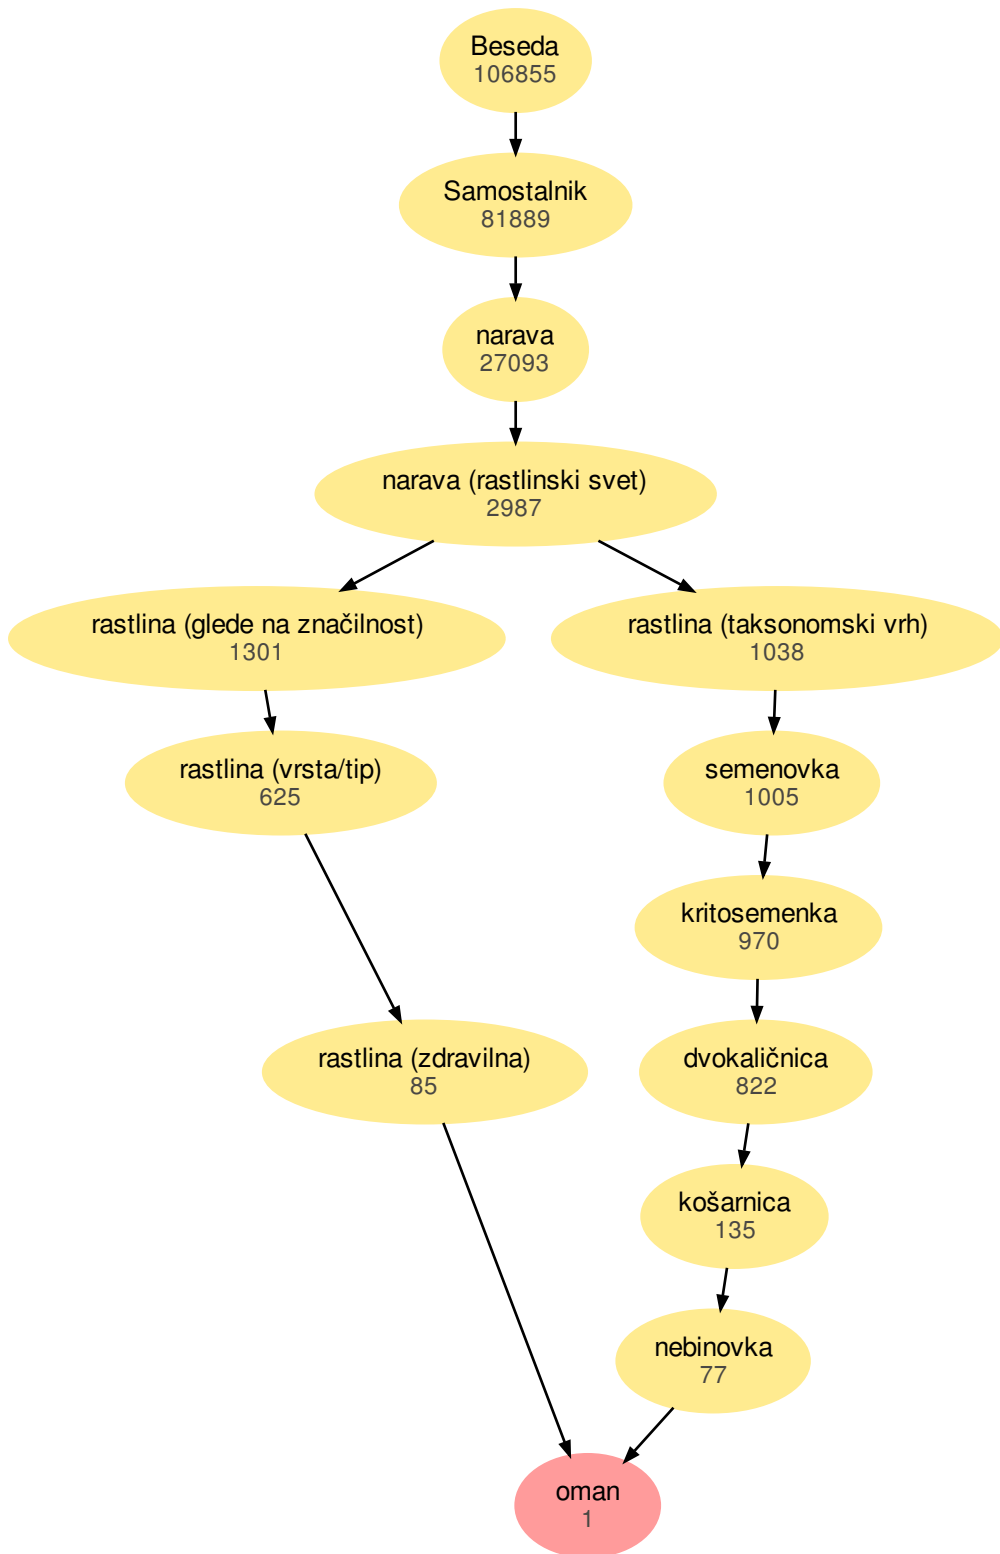 Beseda
106855
Samostalnik
81889
narava
27093
narava (rastlinski svet)
2987
rastlina (glede na značilnost)
1301
rastlina (taksonomski vrh)
1038
rastlina (vrsta/tip)
625
semenovka
1005
kritosemenka
970
rastlina (zdravilna)
85
dvokaličnica
822
košarnica
135
nebinovka
77
oman
1